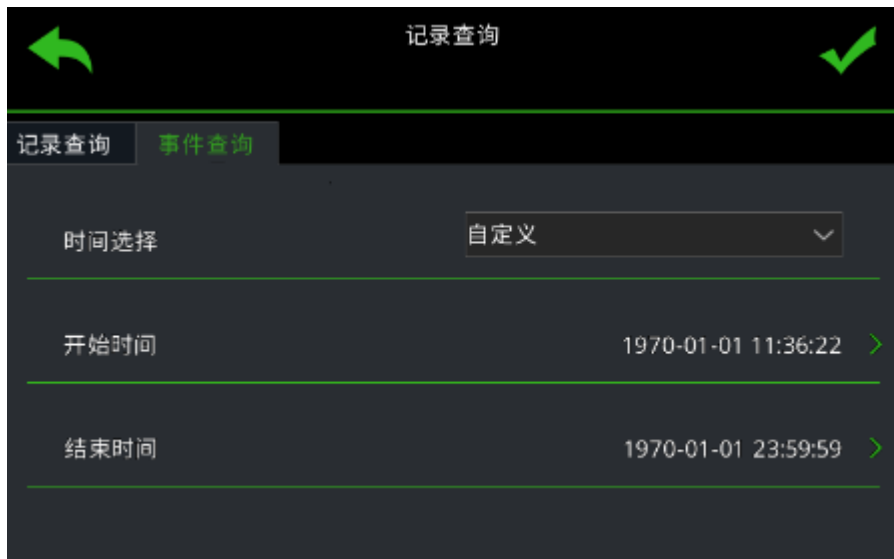 记录查询
记录查询 事件查询
时间选择 自定义
开始时间 1970-01-01 11:36:22
结束时间 1970-01-01 23:59:59